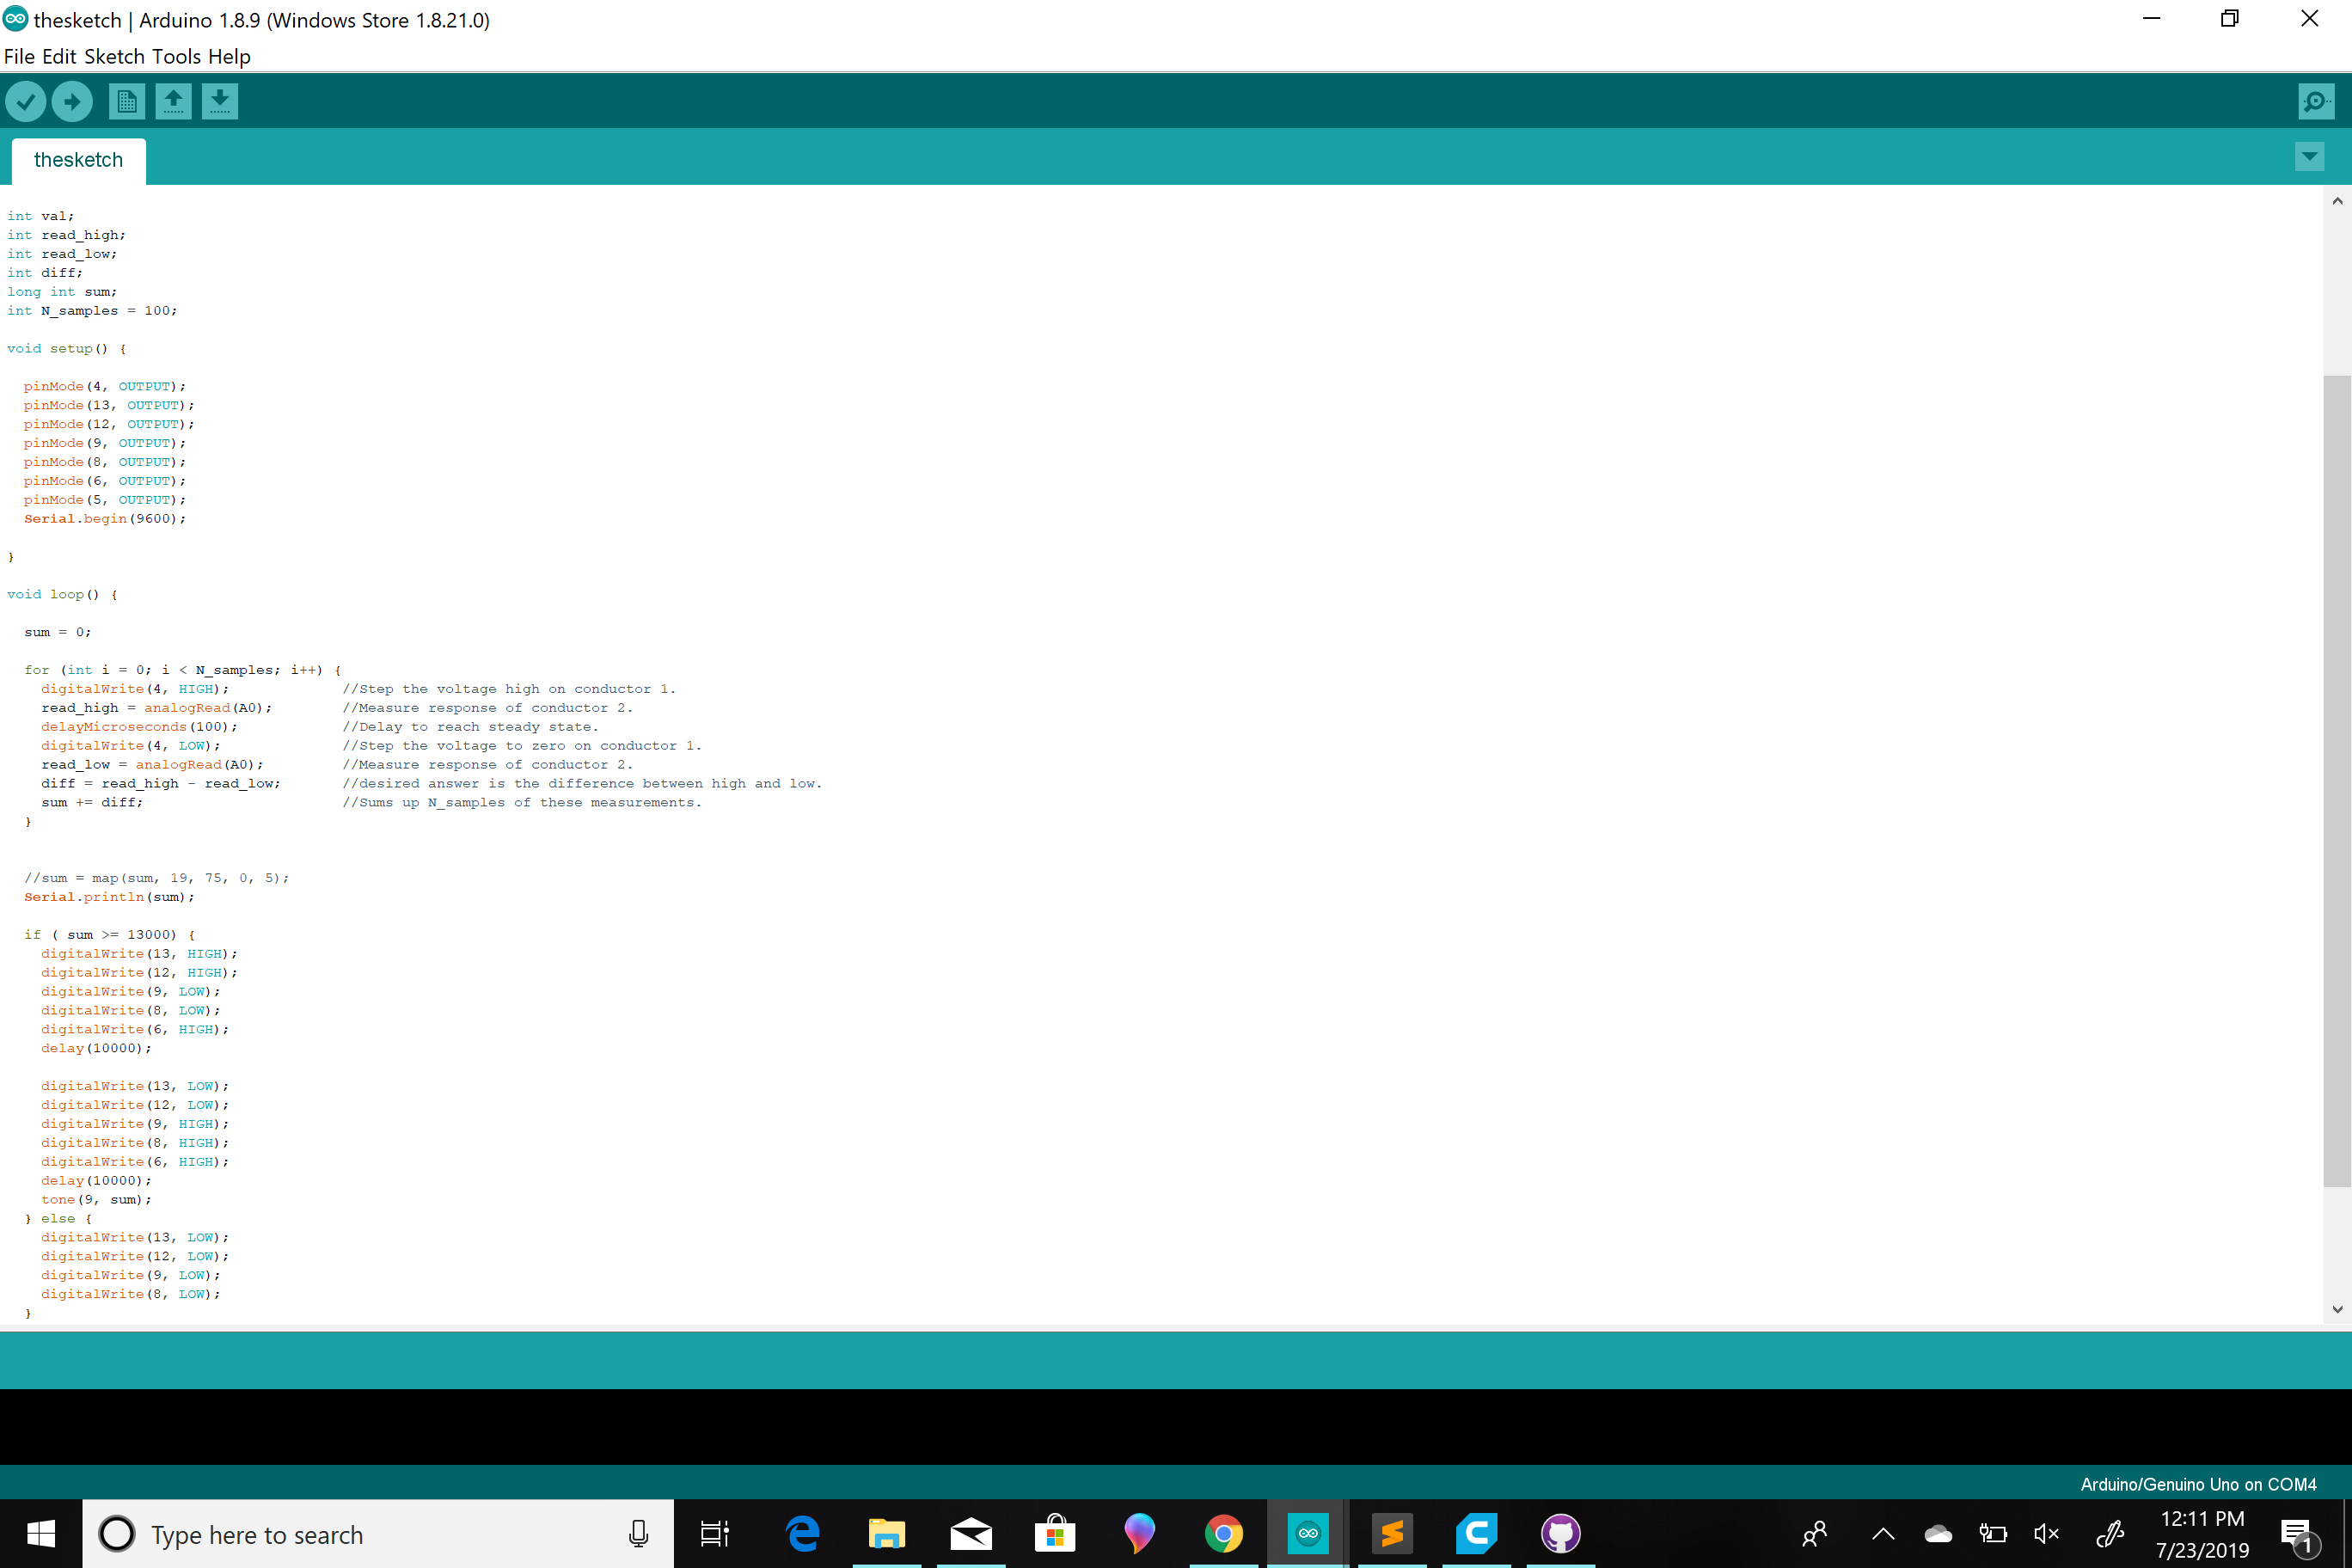 thesketch | Arduino 1.8.9 (Windows Store 1.8.21.0)
File Edit Sketch Tools Help
thesketch
int val;
int read_high;
int read_low;
int diff;
long int sum;
int N_samples = 100;
void setup() {
pinMode(4, OUTPUT);
pinMode(13, OUTPUT);
pinMode(12, OUTPUT);
pinMode(9, OUTPUT);
pinMode(8, OUTPUT);
pinMode(6, OUTPUT);
pinMode(5, OUTPUT);
Serial.begin(9600);
}
void loop() {
sum = 0;
for (int i = 0; i < N_samples; i++) {
digitalWrite(4, HIGH); //Step the voltage high on conductor 1.
read_high = analogRead(A0); //Measure response of conductor 2.
delayMicroseconds(100); //Delay to reach steady state.
digitalWrite(4, LOW); //Step the voltage to zero on conductor 1.
read_low = analogRead(A0); //Measure response of conductor 2.
diff = read_high - read_low; //desired answer is the difference between high and low.
sum += diff; //Sums up N_samples of these measurements.
}
//sum = map(sum, 19, 75, 0, 5);
Serial.println(sum);
if ( sum >= 13000) {
digitalWrite(13, HIGH);
digitalWrite(12, HIGH);
digitalWrite(9, LOW);
digitalWrite(8, LOW);
digitalWrite(6, HIGH);
delay(10000);
digitalWrite(13, LOW);
digitalWrite(12, LOW);
digitalWrite(9, HIGH);
digitalWrite(8, HIGH);
digitalWrite(6, HIGH);
delay(10000);
tone(9, sum);
} else {
digitalWrite(13, LOW);
digitalWrite(12, LOW);
digitalWrite(9, LOW);
digitalWrite(8, LOW);
}
Arduino/Genuino Uno on COM4
Type here to search
12:11 PM
7/23/2019
1